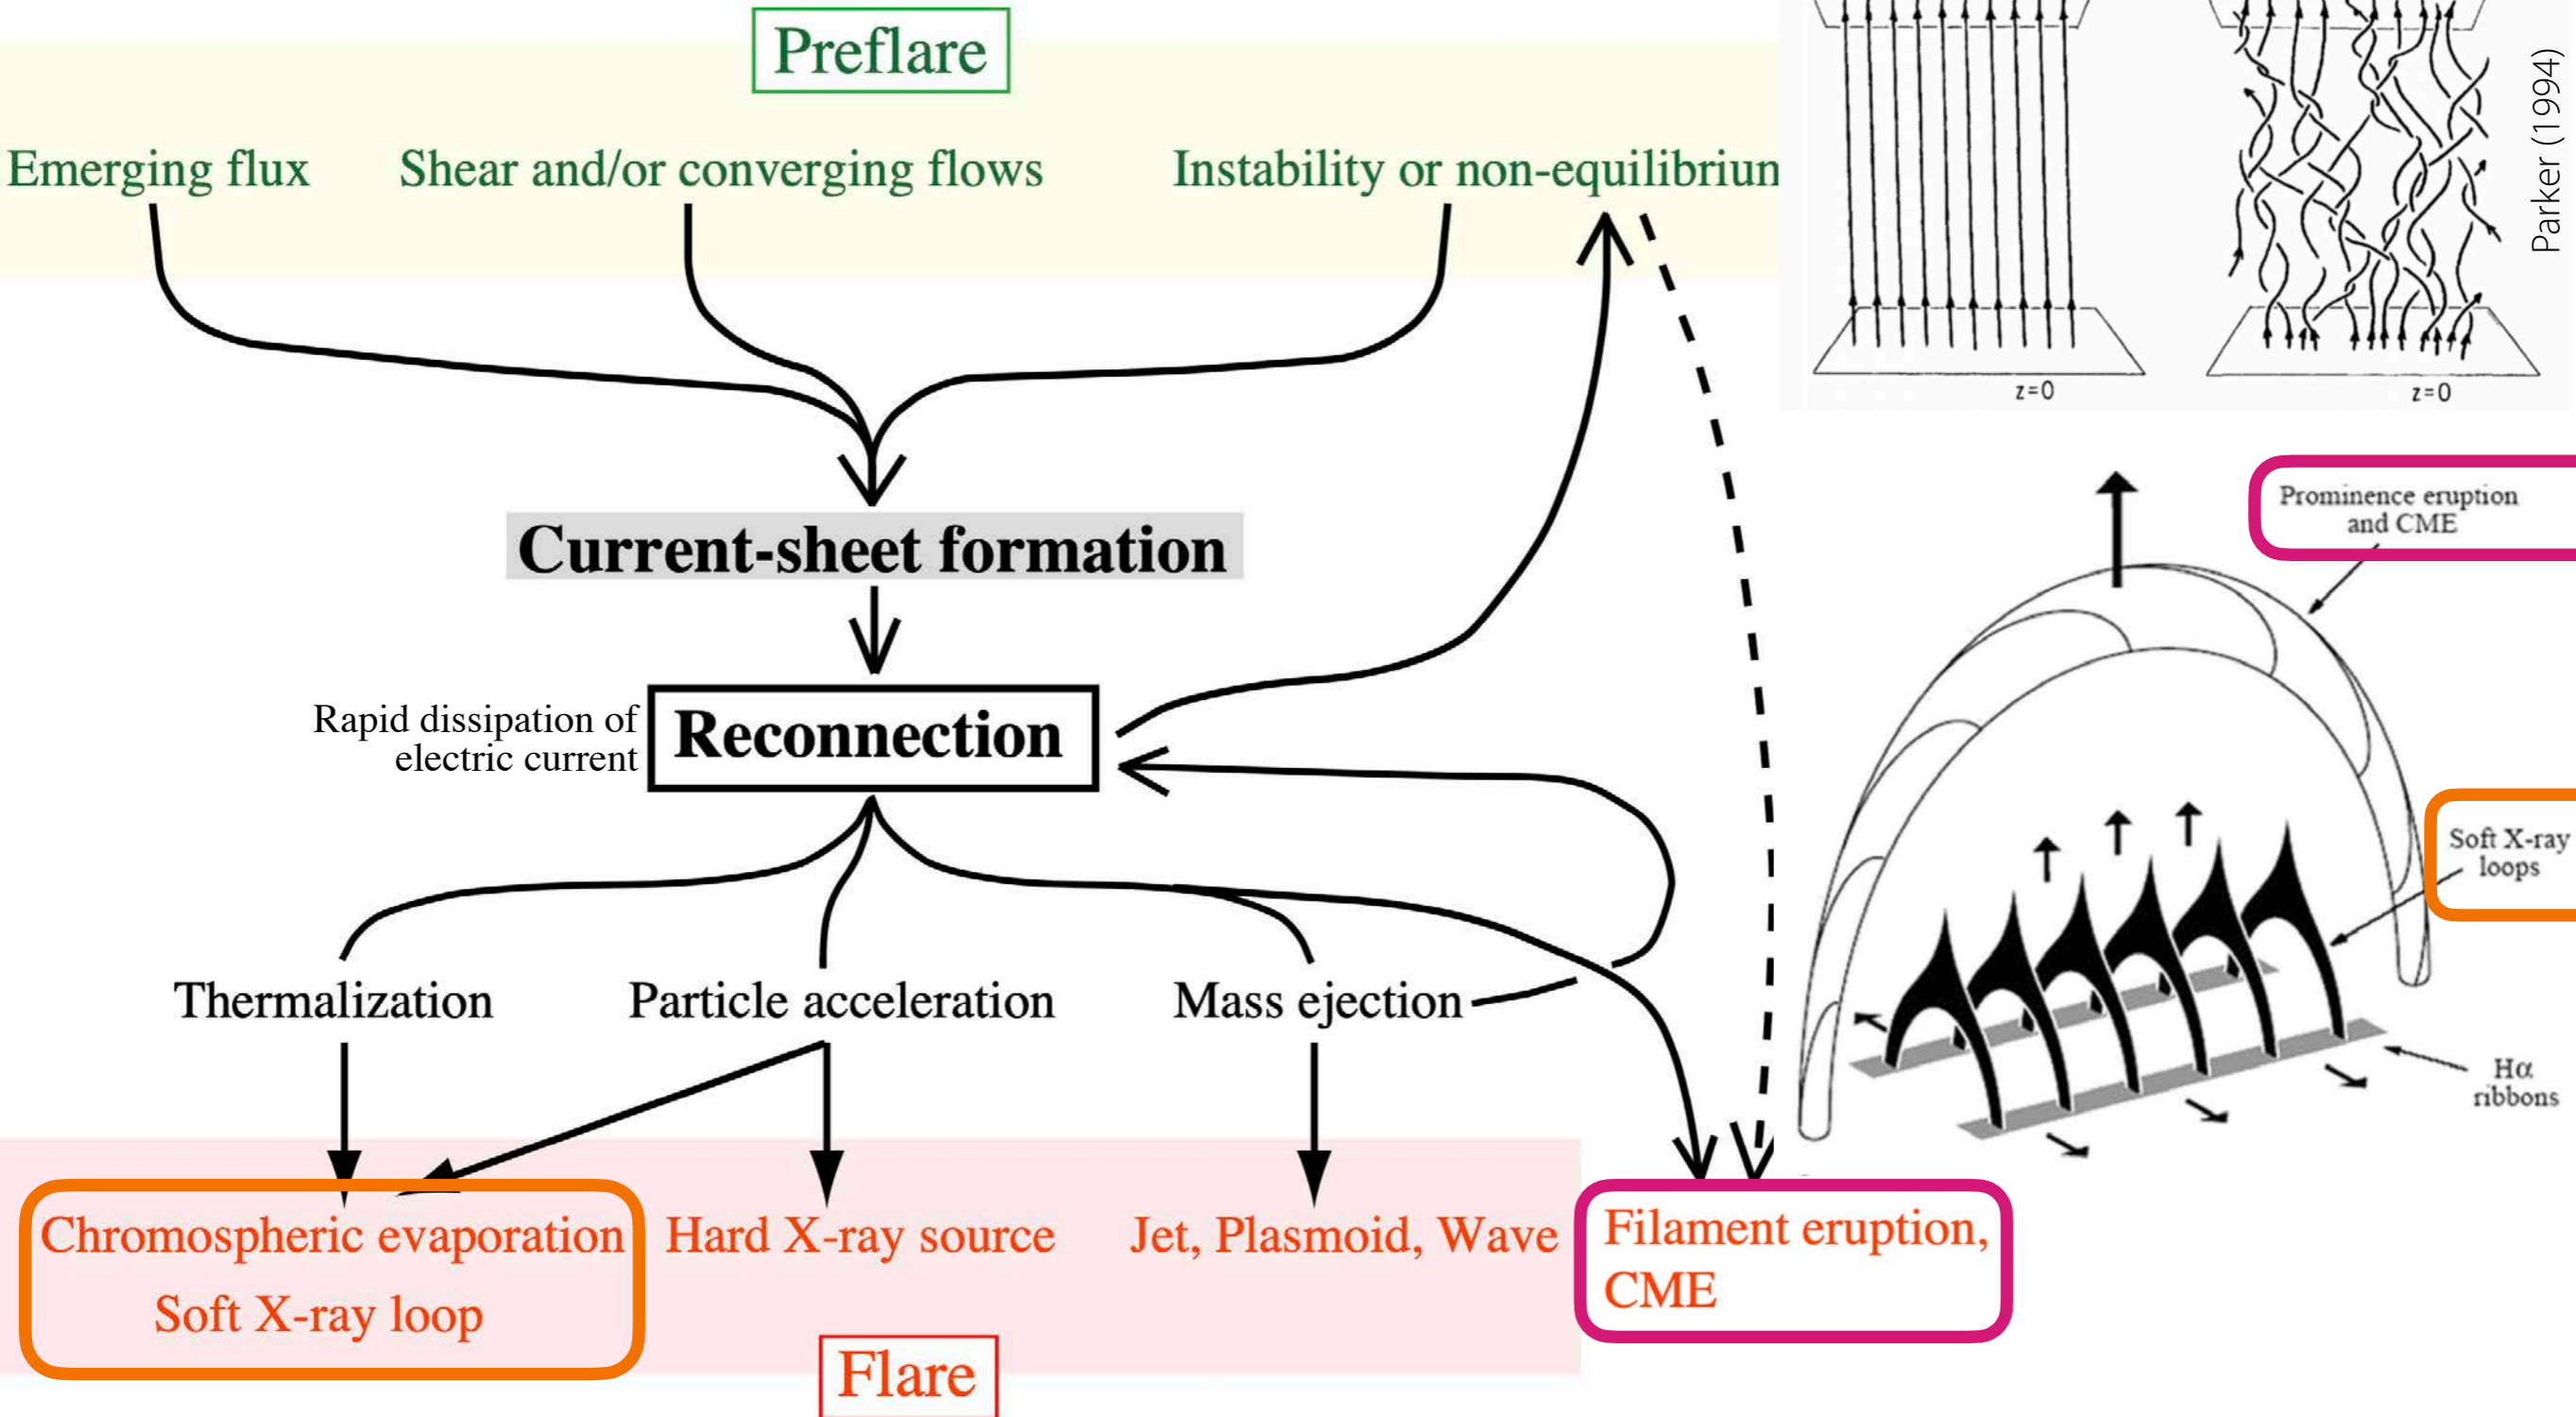 Preflare
Emerging flux
Shear and/or converging flows
Instability or non-equilibriun
Parker (1994)
z=0
z=0
Current-sheet formation
Prominence eruption
and CME
Rapid dissipation of
electric current
Reconnection
Soft X-ray
loops
Thermalization
Particle acceleration
Mass ejection
Hα
ribbons
Chromospheric evaporation
Soft X-ray loop
Hard X-ray source
Jet, Plasmoid, Wave
Filament eruption,
CME
Flare